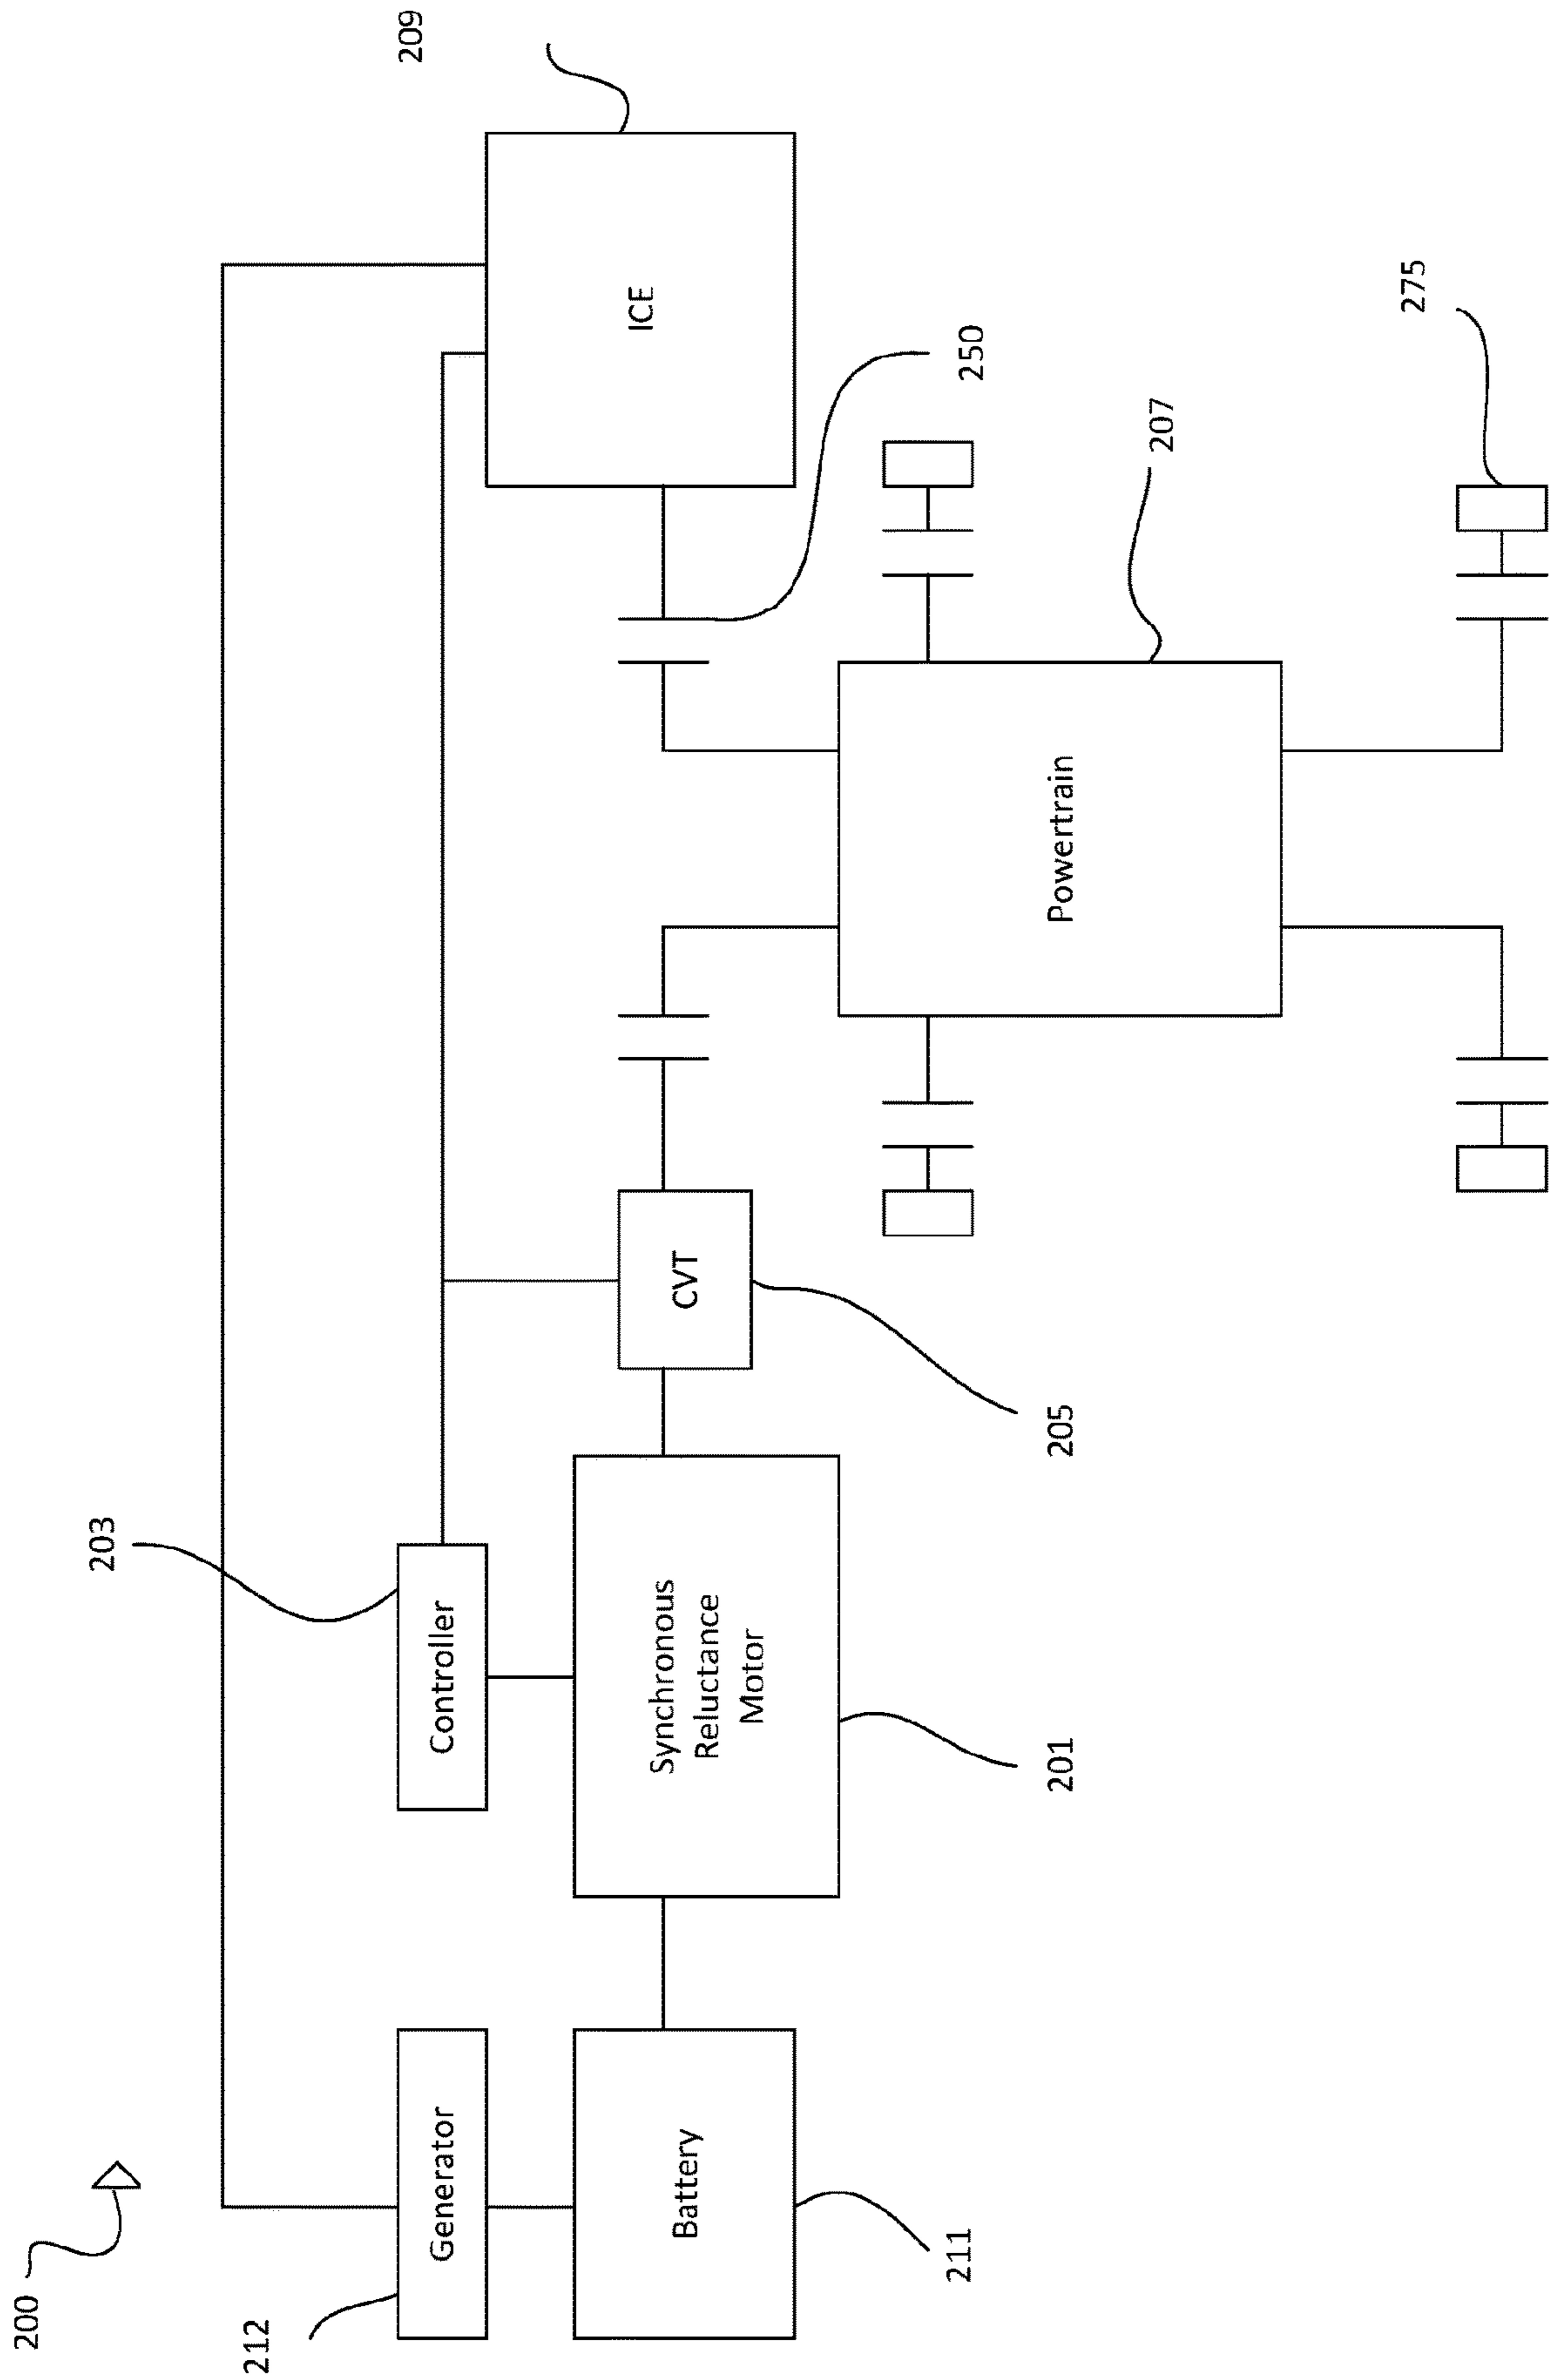 200
212
Generator
Battery
211
203
Controller
Synchronous
Reluctance
Motor
201
CVT
205
209
ICE
250
207
Powertrain
275